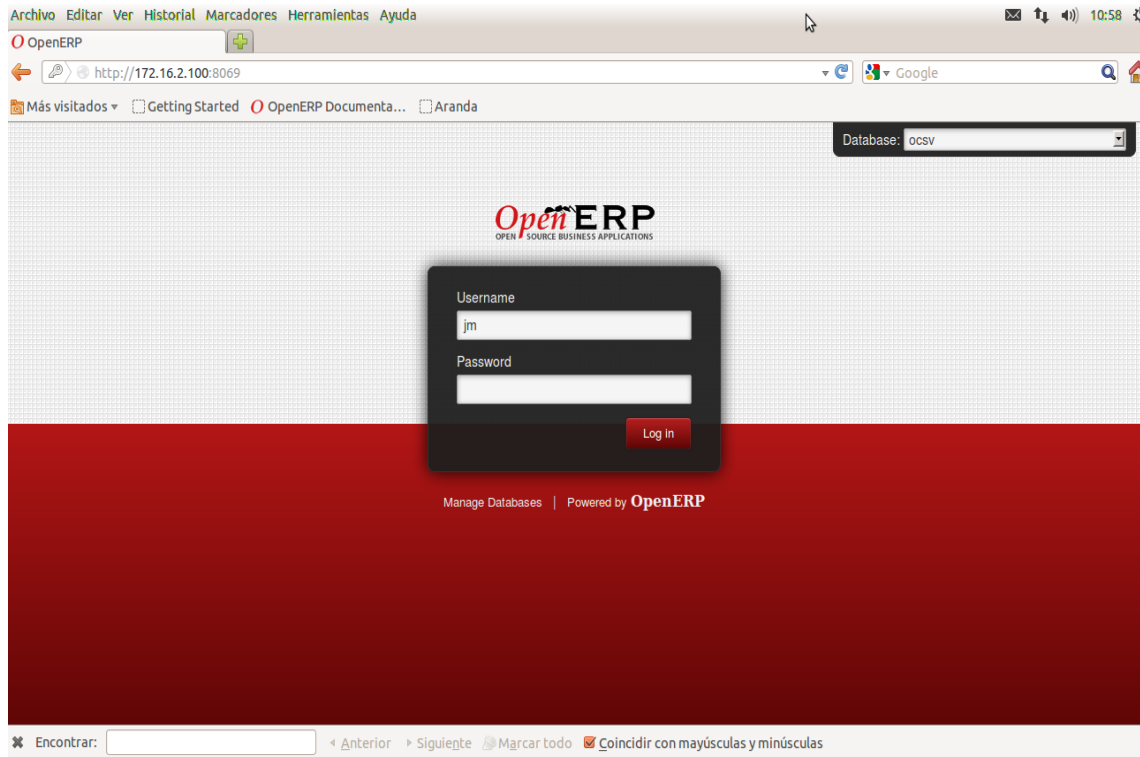 Archivo Editar Ver Historial Marcadores Herramientas Ayuda
10:58
OpenERP
http://172.16.2.100:8069
Google
Más visitados
Getting Started
OpenERP Documenta...
Aranda
Database: ocsv
Open ERP
OPEN SOURCE BUSINESS APPLICATIONS
Username
jm
Password
Log in
Manage Databases | Powered by OpenERP
Encontrar:
Anterior
Siguiente
Marcar todo
Coincidir con mayúsculas y minúsculas